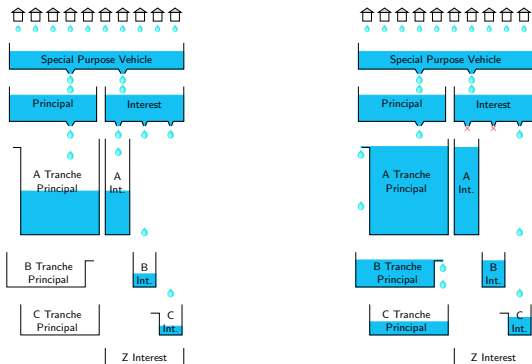 Special Purpose Vehicle
Principal
Interest
A Tranche
Principal
A
Int.
B Tranche
Principal
B
Int.
C Tranche
Principal
C
Int.
Z Interest
Special Purpose Vehicle
Principal
Interest
A Tranche
Principal
A
Int.
B Tranche
Principal
B
Int.
C Tranche
Principal
C
Int.
Z Interest